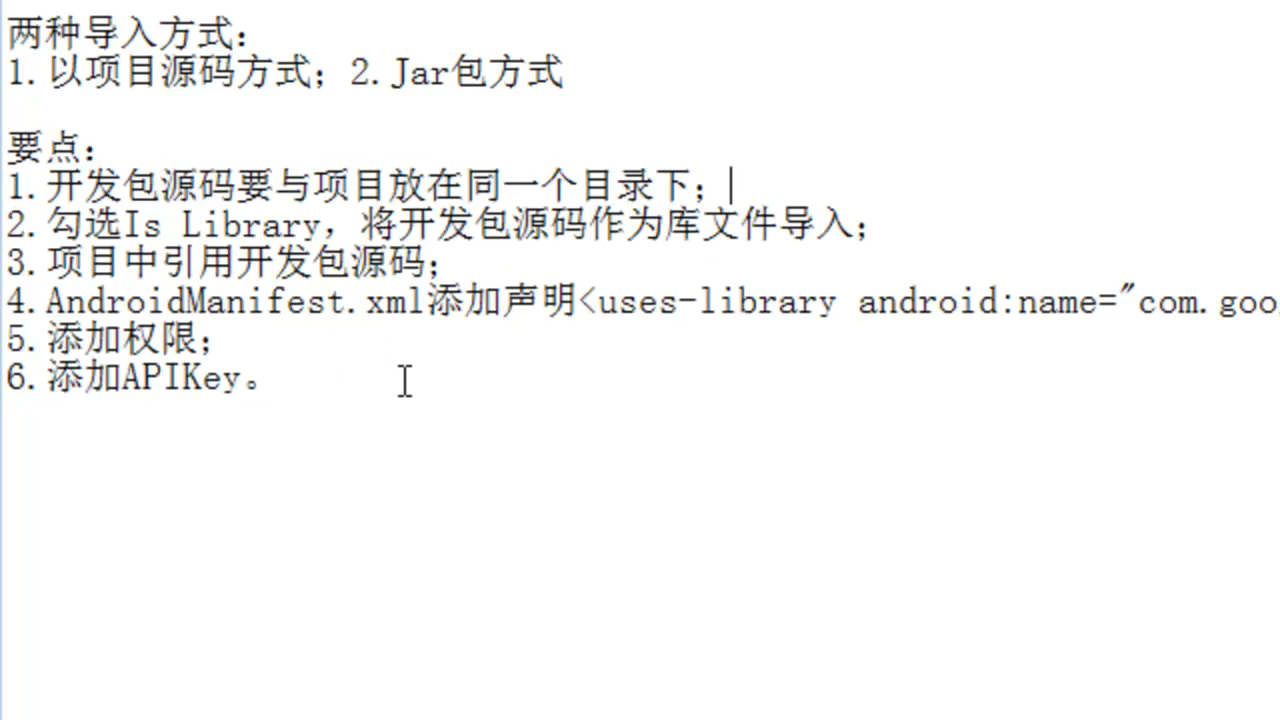 两种导入方式：
1.以项目源码方式；2.Jar包方式
要点：
1.开发包源码要与项目放在同一个目录下；
2.勾选Is Library，将开发包源码作为库文件导入；
3.项目中引用开发包源码；
4.AndroidManifest.xml添加声明<uses-library android:name="com.goo
5.添加权限；
6.添加APIKey。